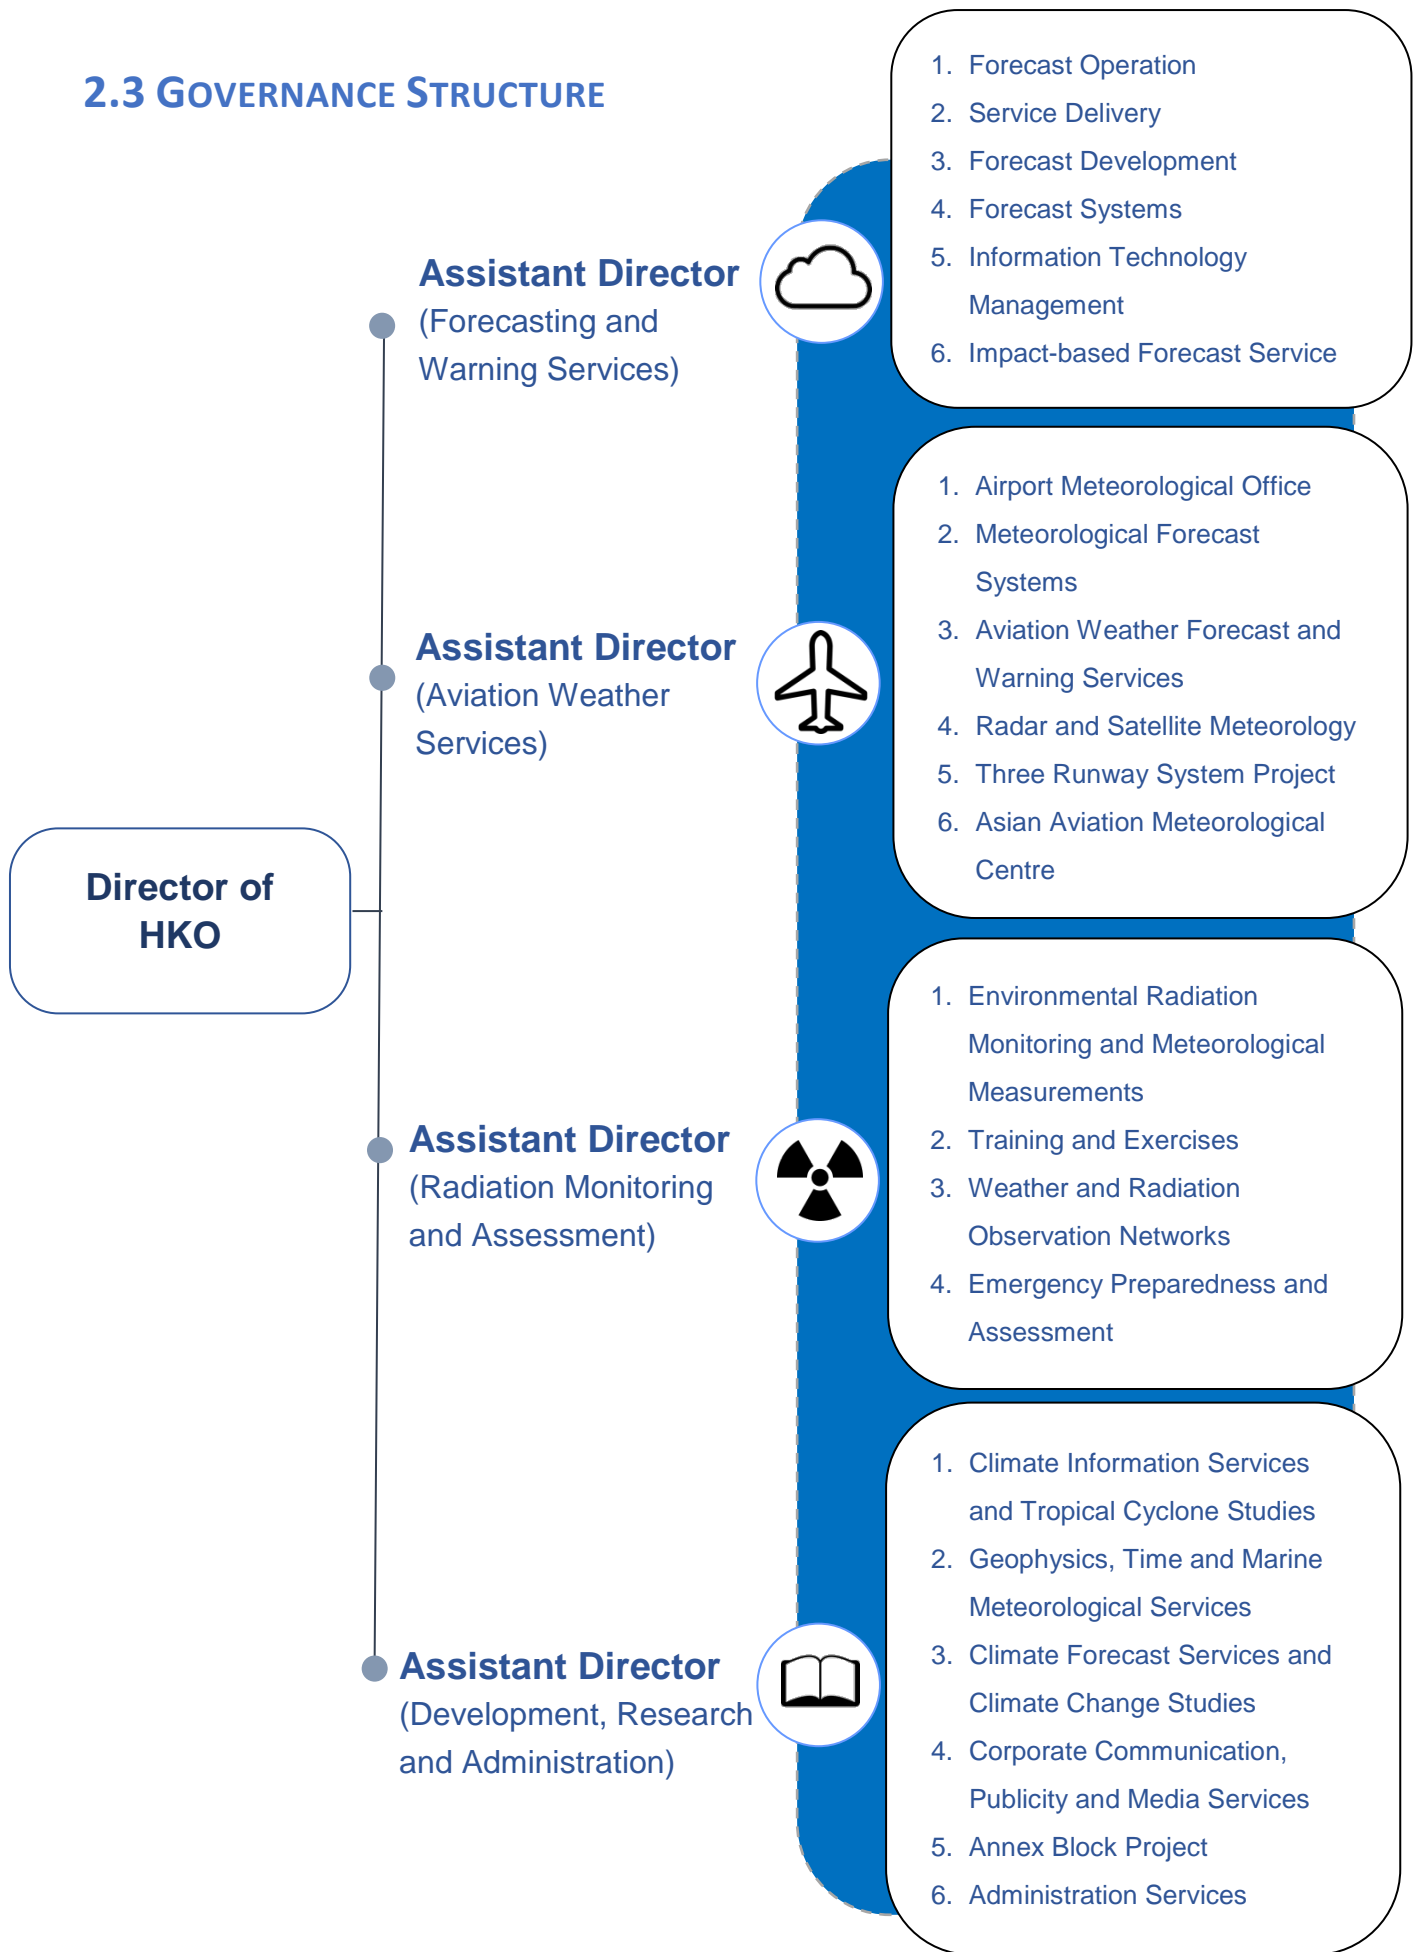 2.3 GOVERNANCE STRUCTURE
Assistant Director
(Forecasting and
Warning Services)
1. Forecast Operation
2. Service Delivery
3. Forecast Development
4. Forecast Systems
5. Information Technology
Management
6. Impact-based Forecast Service
Assistant Director
(Aviation Weather
Services)
1. Airport Meteorological Office
2. Meteorological Forecast
Systems
3. Aviation Weather Forecast and
Warning Services
4. Radar and Satellite Meteorology
5. Three Runway System Project
6. Asian Aviation Meteorological
Centre
Director of
HKO
Assistant Director
(Radiation Monitoring
and Assessment)
1. Environmental Radiation
Monitoring and Meteorological
Measurements
2. Training and Exercises
3. Weather and Radiation
Observation Networks
4. Emergency Preparedness and
Assessment
Assistant Director
(Development, Research
and Administration)
1. Climate Information Services
and Tropical Cyclone Studies
2. Geophysics, Time and Marine
Meteorological Services
3. Climate Forecast Services and
Climate Change Studies
4. Corporate Communication,
Publicity and Media Services
5. Annex Block Project
6. Administration Services